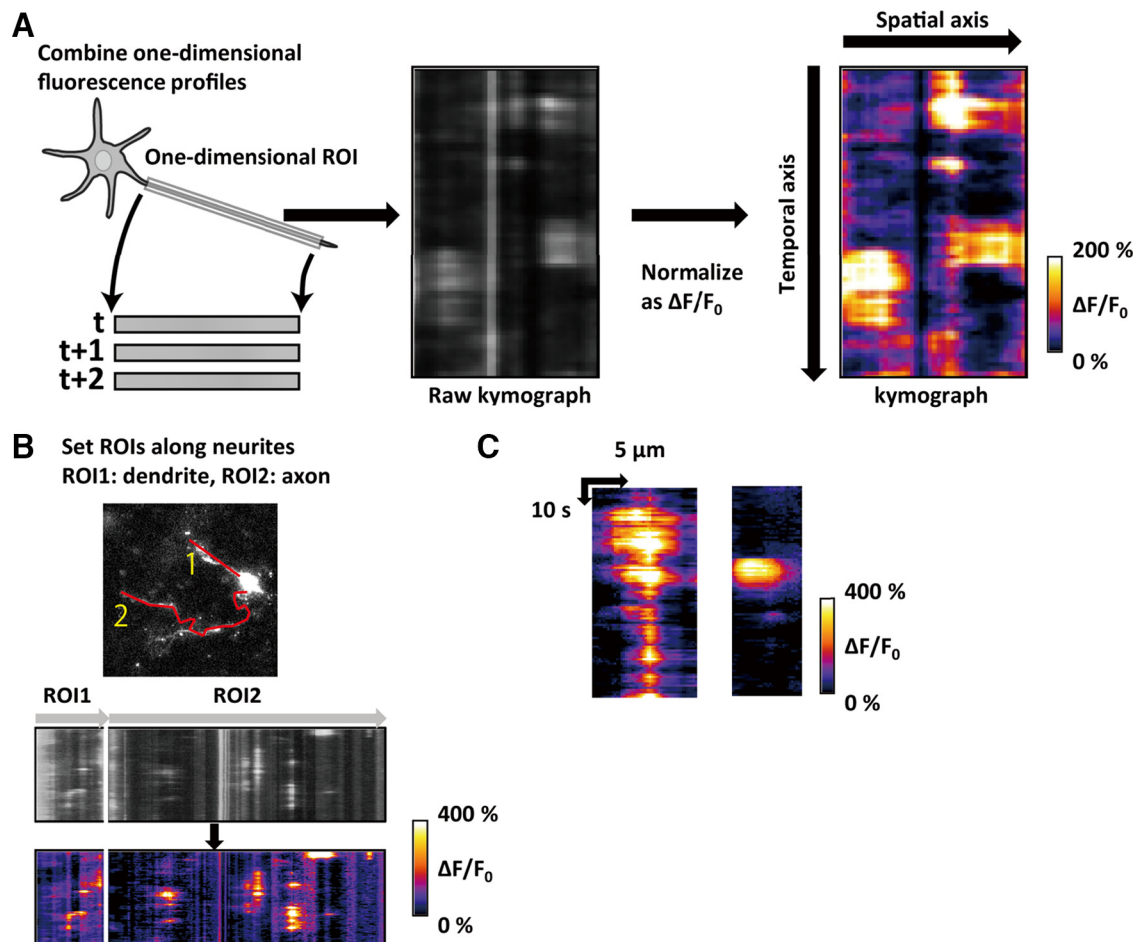 A
Combine one-dimensional
fluorescence profiles
One-dimensional ROI
t
t+1
t+2
Raw kymograph
Normalize
as ΔF/F0
Spatial axis
Temporal axis
kymograph
200 %
ΔF/F0
0 %
B
Set ROIs along neurites
ROI1: dendrite, ROI2: axon
1
2
ROI1
ROI2
400 %
ΔF/F0
0 %
C
5 µm
10 s
400 %
ΔF/F0
0 %